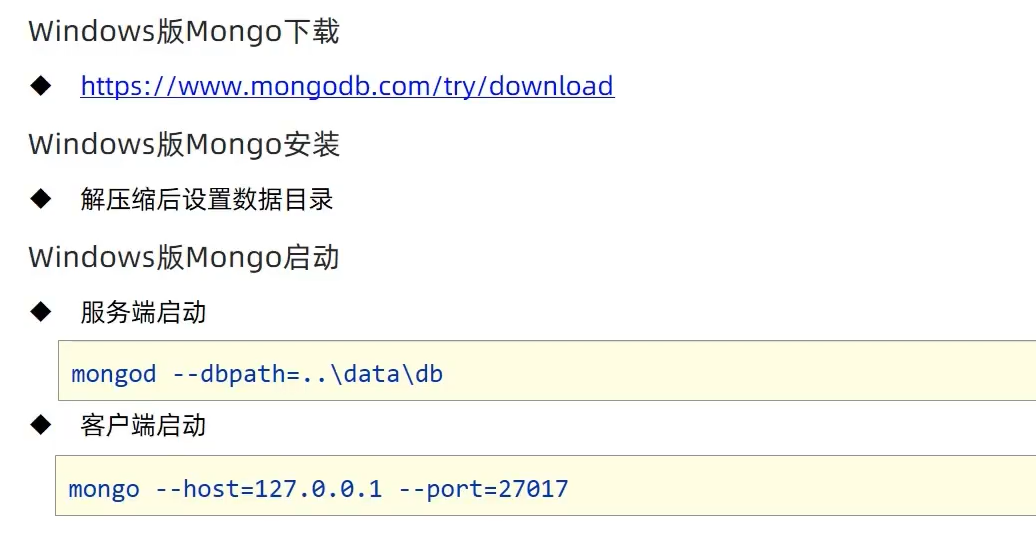 Windows版Mongo下载
◆ https://www.mongodb.com/try/download
Windows版Mongo安装
◆ 解压缩后设置数据目录
Windows版Mongo启动
◆ 服务端启动
mongod --dbpath=..\data\db
◆ 客户端启动
mongo --host=127.0.0.1 --port=27017